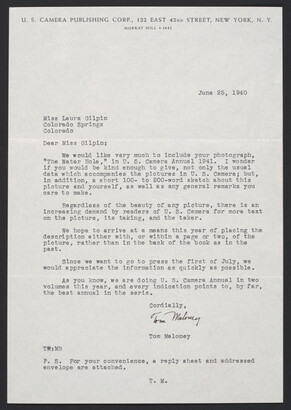 U. S. CAMERA PUBLISHING CORP., 122 EAST 42ND STREET, NEW YORK, N. Y.
MURRAY HILL
June 25, 1940
Miss Laura Gilpin
Colorado Springs
Colorado
Dear Miss Gilpin:
We would like very much to include your photograph,
"The Water Hole," in U. S. Camera Annual 1941. I wonder
if you would be kind enough to give, not only the usual
data which accompanies the pictures in U. S. Camera; but,
in addition, a short 100- to 200-word sketch about this
picture and yourself, as well as any general remarks you
care to make.
Regardless of the beauty of any picture, there is an
increasing demand by readers of U. S. Camera for more text
on the picture, its taking, and the taker.
We hope to arrive at a means this year of placing the
description either with, or within a page or two, of the
picture, rather than in the back of the book as in the
past.
Since we want to go to press the first of July, we
would appreciate the information as quickly as possible.
As you know, we are doing U. S. Camera Annual in two
volumes this year, and every indication points to, by far,
the best annual in the series.
Cordially,
Tom Maloney
Tom Maloney
P. S. For your convenience, a reply sheet and addressed
envelope are attached.
T. M.